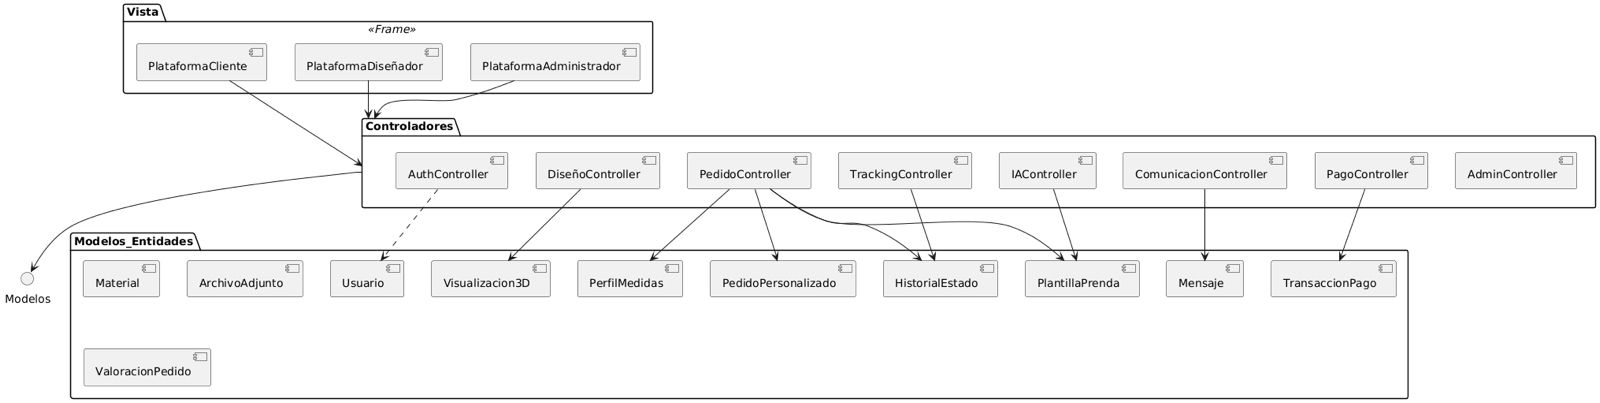 Vista
«Frame»
PlataformaCliente
PlataformaDiseñador
PlataformaAdministrador
Controladores
AuthController
DiseñoController
PedidoController
TrackingController
IAController
ComunicacionController
PagoController
AdminController
Modelos
Modelos_Entidades
Material
ArchivoAdjunto
Usuario
Visualizacion3D
PerfilMedidas
PedidoPersonalizado
HistorialEstado
PlantillaPrenda
Mensaje
TransaccionPago
ValoracionPedido